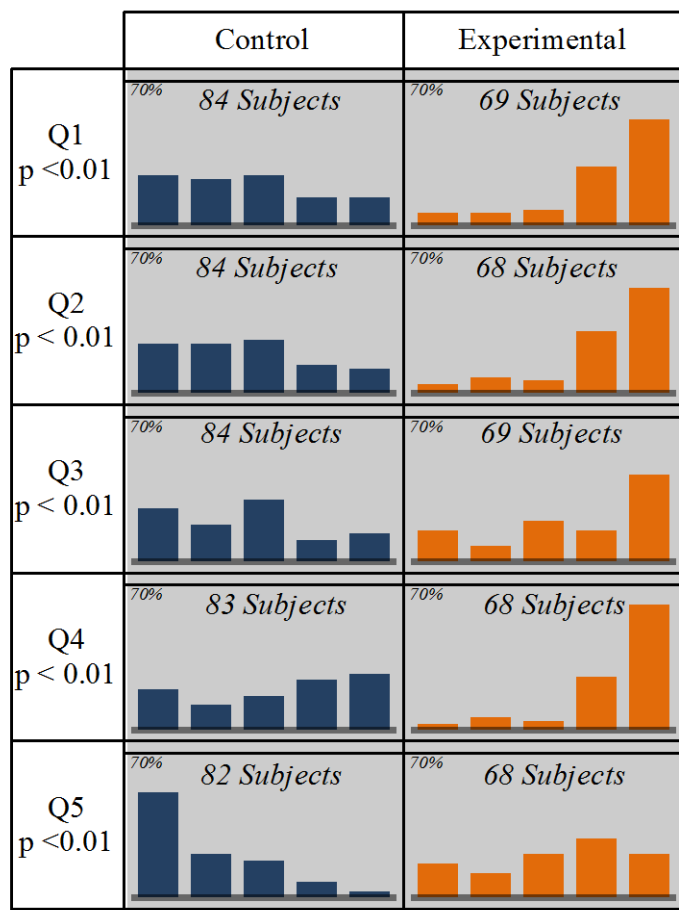 Control Experimental
Q1
p <0.01
70%
84 Subjects
70%
69 Subjects
Q2
p < 0.01
70%
84 Subjects
70%
68 Subjects
Q3
p < 0.01
70%
84 Subjects
70%
69 Subjects
Q4
p < 0.01
70%
83 Subjects
70%
68 Subjects
Q5
p <0.01
70%
82 Subjects
70%
68 Subjects